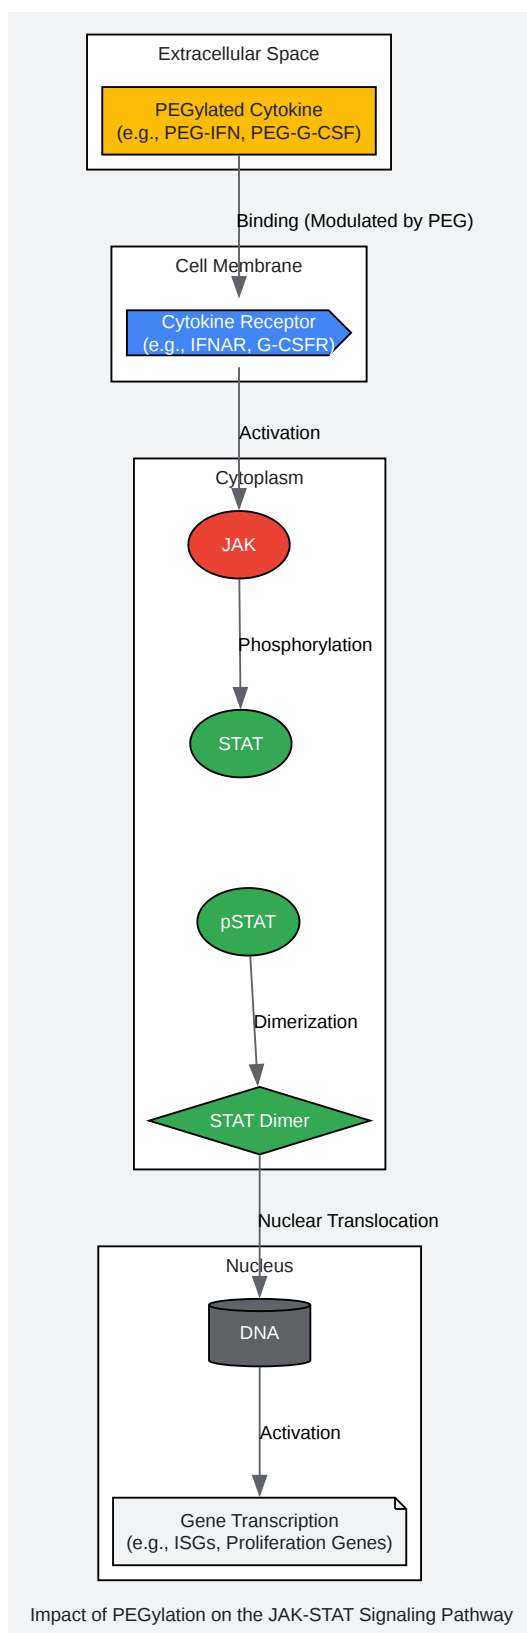 Extracellular Space
PEGylated Cytokine
(e.g., PEG-IFN, PEG-G-CSF)
Binding (Modulated by PEG)
Cell Membrane
Cytokine Receptor
(e.g., IFNAR, G-CSFR)
Activation
Cytoplasm
JAK
Phosphorylation
STAT
pSTAT
Dimerization
STAT Dimer
Nuclear Translocation
Nucleus
DNA
Activation
Gene Transcription
(e.g., ISGs, Proliferation Genes)
Impact of PEGylation on the JAK-STAT Signaling Pathway